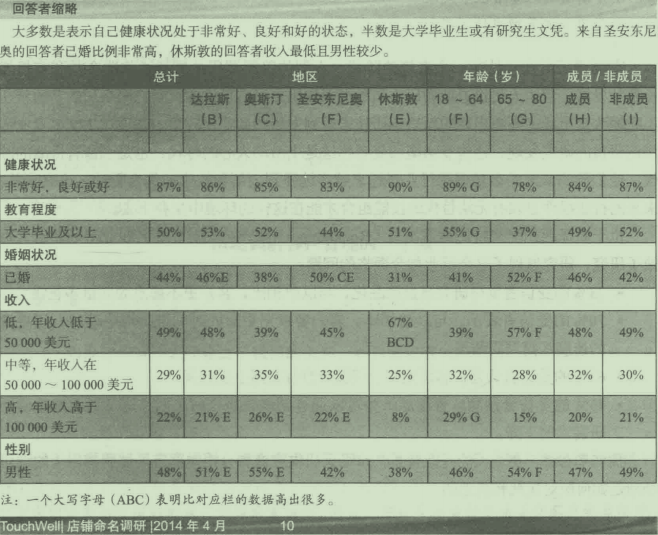 回答者缩略
大多数是表示自己健康状况处于非常好、良好和好的状态，半数是大学毕业生或有研究生文凭。来自圣安东尼
奥的回答者已婚比例非常高，休斯敦的回答者收入最低且男性较少。
总计 地区 年龄（岁） 成员/非成员
达拉斯 奥斯汀 圣安东尼奥 休斯敦 18～64 65～80 成员 非成员
(B) (C) (F) (E) (F) (G) (H) (I)
健康状况
非常好，良好或好 87% 86% 85% 83% 90% 89% G 78% 84% 87%
教育程度
大学毕业及以上 50% 53% 52% 44% 51% 55% G 37% 49% 52%
婚姻状况
已婚 44% 46%E 38% 50% CE 31% 41% 52% F 46% 42%
收入
低，年收入低于 67%
50 000美元 49% 48% 39% 45% BCD 39% 57% F 48% 49%
中等，年收入在
50 000～100 000美元 29% 31% 35% 33% 25% 32% 28% 32% 30%
高，年收入高于
100 000美元 22% 21% E 26% E 22% E 8% 29% G 15% 20% 21%
性别
男性 48% 51% E 55% E 42% 38% 46% 54% F 47% 49%
注：一个大写字母（ABC）表明比对应栏的数据高出很多。
TouchWell|店铺命名调研|2014年4月 10